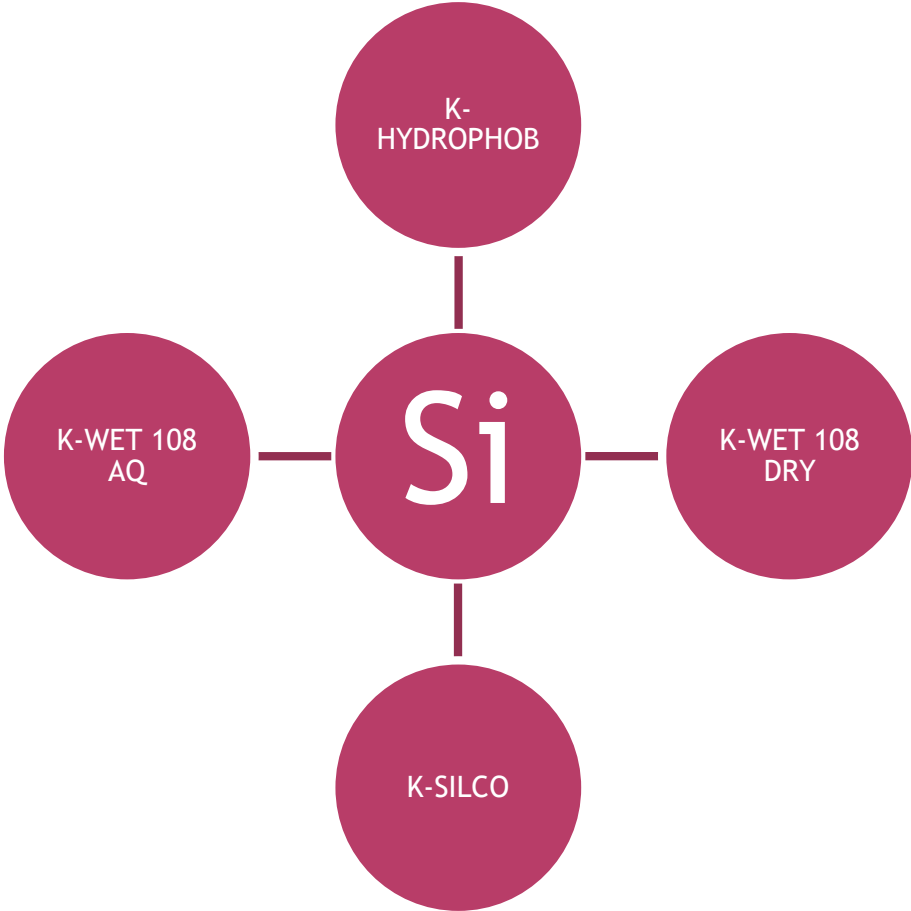 K-
HYDROPHOB
K-WET 108
AQ
Si
K-WET 108
DRY
K-SILCO